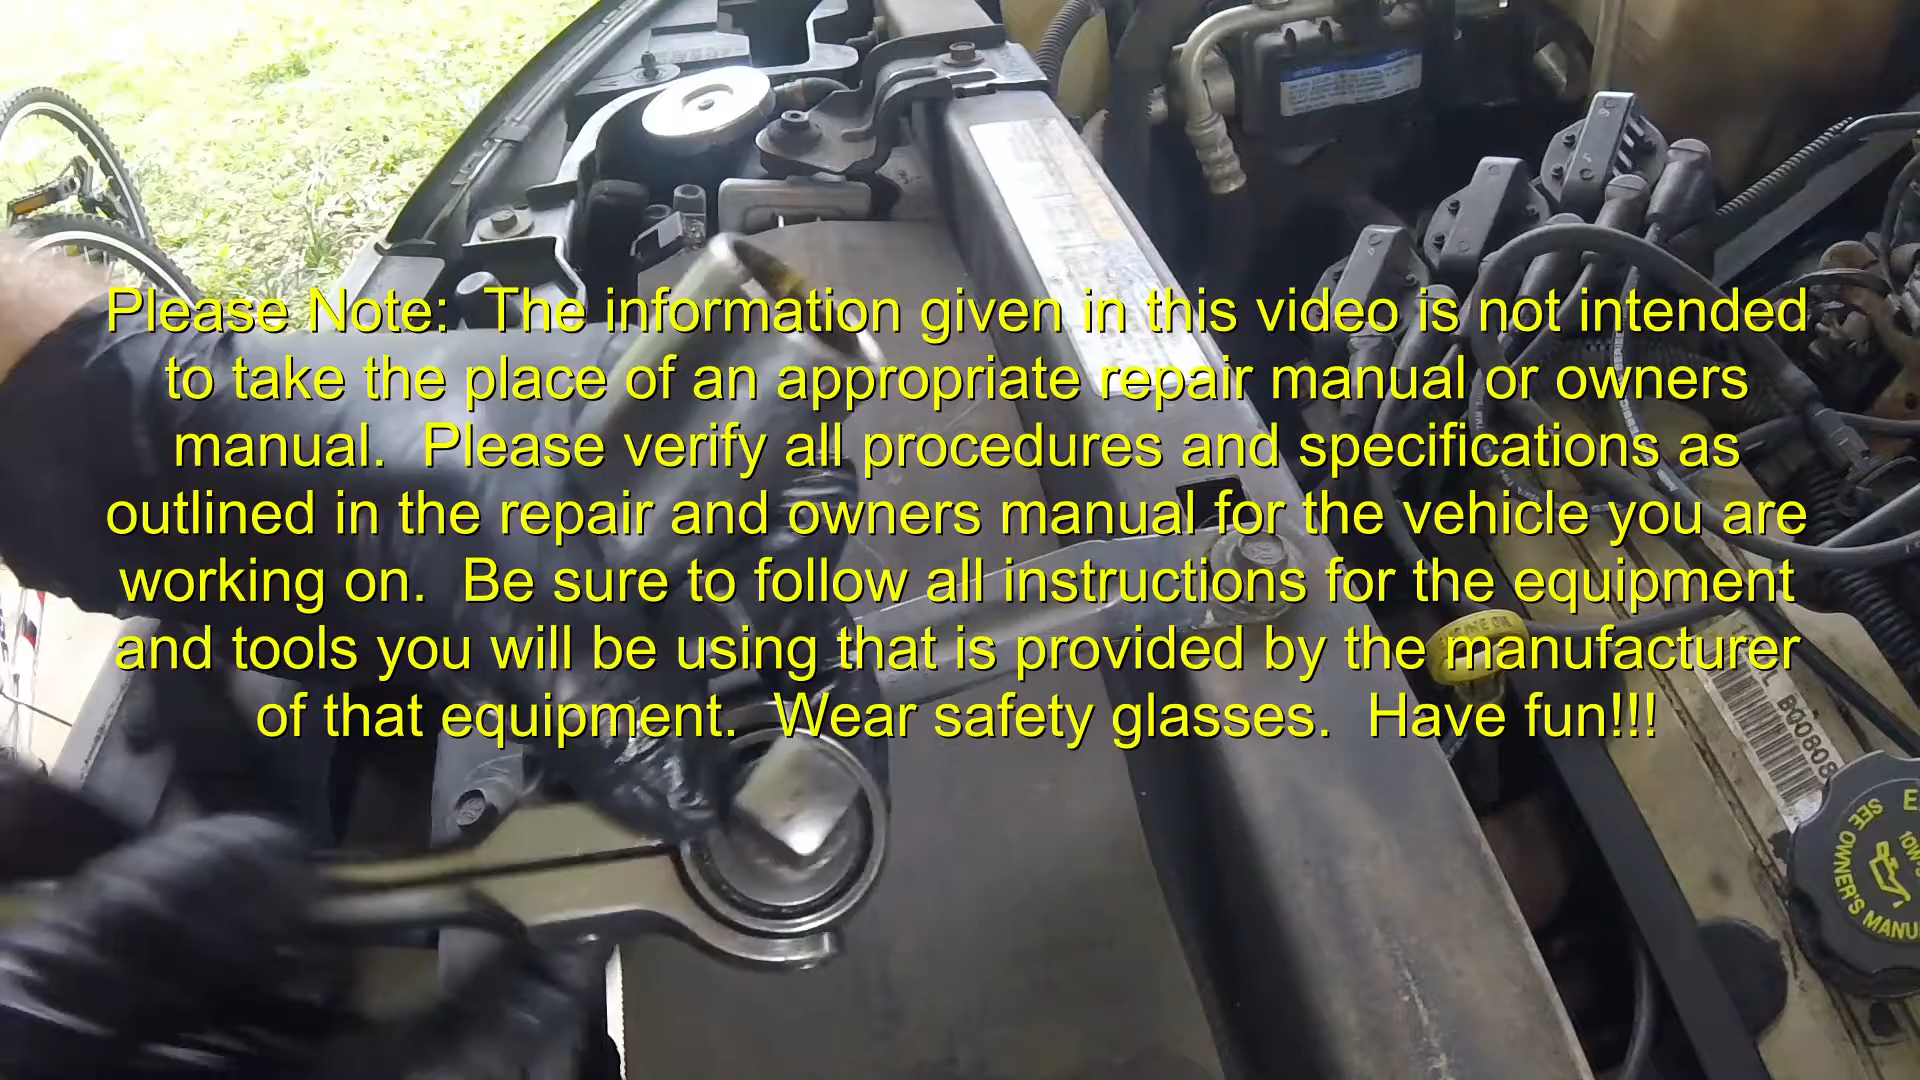 Please Note:  The information given in this video is not intended
to take the place of an appropriate repair manual or owners
manual.  Please verify all procedures and specifications as
outlined in the repair and owners manual for the vehicle you are
working on.  Be sure to follow all instructions for the equipment
and tools you will be using that is provided by the manufacturer
of that equipment.  Wear safety glasses.  Have fun!!!
B00808
SEE OWNER'S MANU